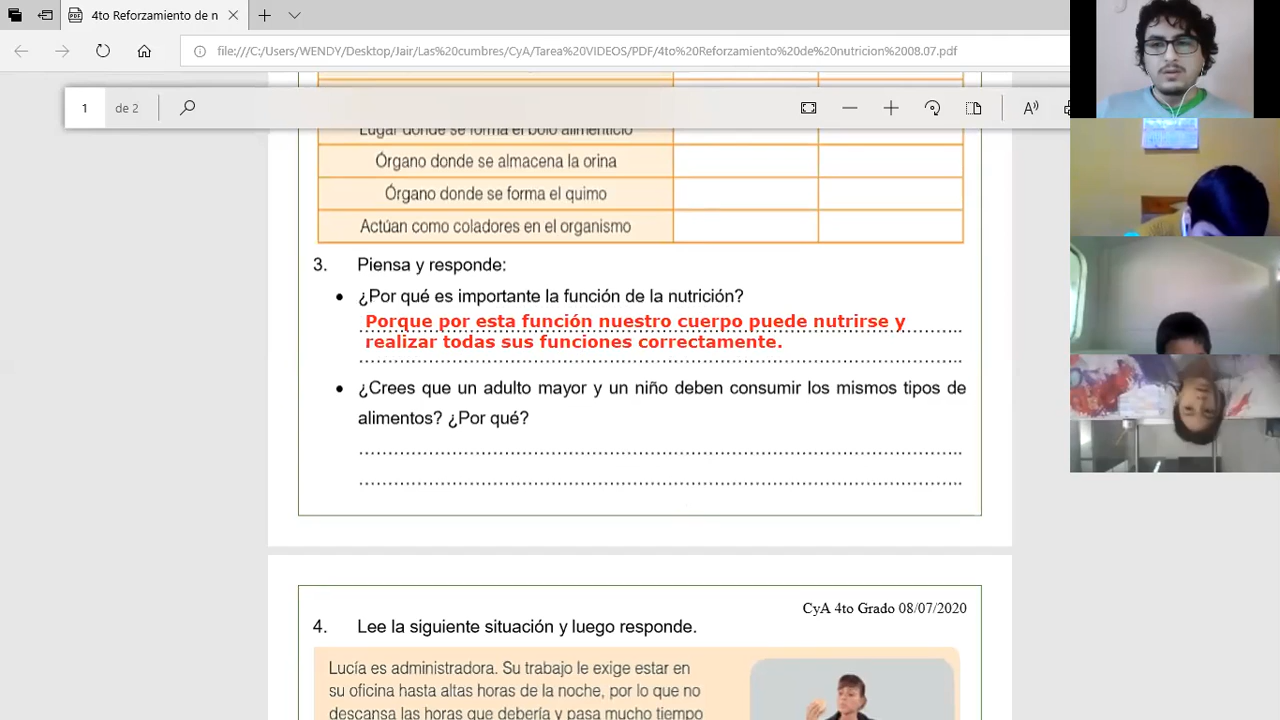 4to Reforzamiento de n
file:///C:/Users/WENDY/Desktop/Jair/Las%20cumbres/CyA/Tarea%20VIDEOS/PDF/4to%20Reforzamiento%20de%20nutricion%2008.07.pdf
1 de 2
Lugar donde se forma el bolo alimenticio
Órgano donde se almacena la orina
Órgano donde se forma el quimo
Actúan como coladores en el organismo
3. Piensa y responde:
• ¿Por qué es importante la función de la nutrición?
Porque por esta función nuestro cuerpo puede nutrirse y
realizar todas sus funciones correctamente.
• ¿Crees que un adulto mayor y un niño deben consumir los mismos tipos de
alimentos? ¿Por qué?
CyA 4to Grado 08/07/2020
4. Lee la siguiente situación y luego responde.
Lucía es administradora. Su trabajo le exige estar en
su oficina hasta altas horas de la noche, por lo que no
descansa las horas que debería y pasa mucho tiempo